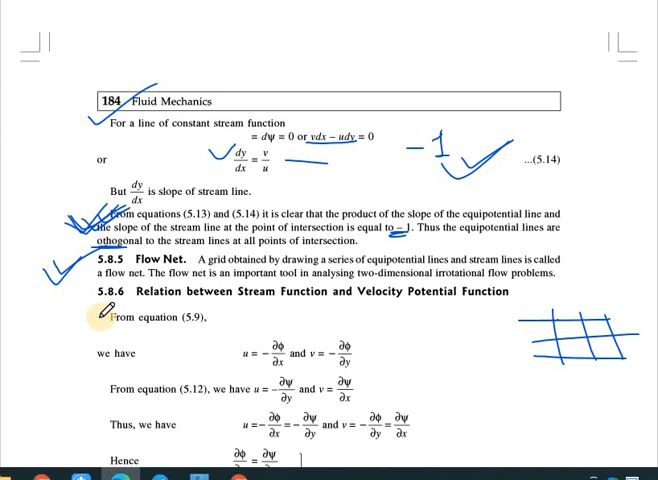 184 Fluid Mechanics
For a line of constant stream function
= dψ = 0 or vdx – udy = 0
or dy/dx = v/u ...(5.14)
– 1
But dy/dx is slope of stream line.
From equations (5.13) and (5.14) it is clear that the product of the slope of the equipotential line and
the slope of the stream line at the point of intersection is equal to – 1. Thus the equipotential lines are
othogonal to the stream lines at all points of intersection.
5.8.5 Flow Net. A grid obtained by drawing a series of equipotential lines and stream lines is called
a flow net. The flow net is an important tool in analysing two-dimensional irrotational flow problems.
5.8.6 Relation between Stream Function and Velocity Potential Function
From equation (5.9),
we have u = – ∂ϕ/∂x and v = – ∂ϕ/∂y
From equation (5.12), we have u = – ∂ψ/∂y and v = ∂ψ/∂x
Thus, we have u = – ∂ϕ/∂x = – ∂ψ/∂y and v = – ∂ϕ/∂y = ∂ψ/∂x
Hence ∂ϕ = ∂ψ